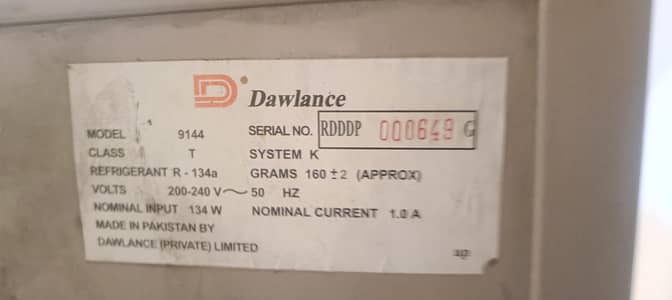 Dawlance
MODEL 9144 SERIAL NO. RDDDP 000649 G
CLASS T SYSTEM K
REFRIGERANT R - 134a GRAMS 160 ± 2 (APPROX)
VOLTS 200-240 V ~ 50 HZ
NOMINAL INPUT 134 W NOMINAL CURRENT 1.0 A
MADE IN PAKISTAN BY
DAWLANCE (PRIVATE) LIMITED